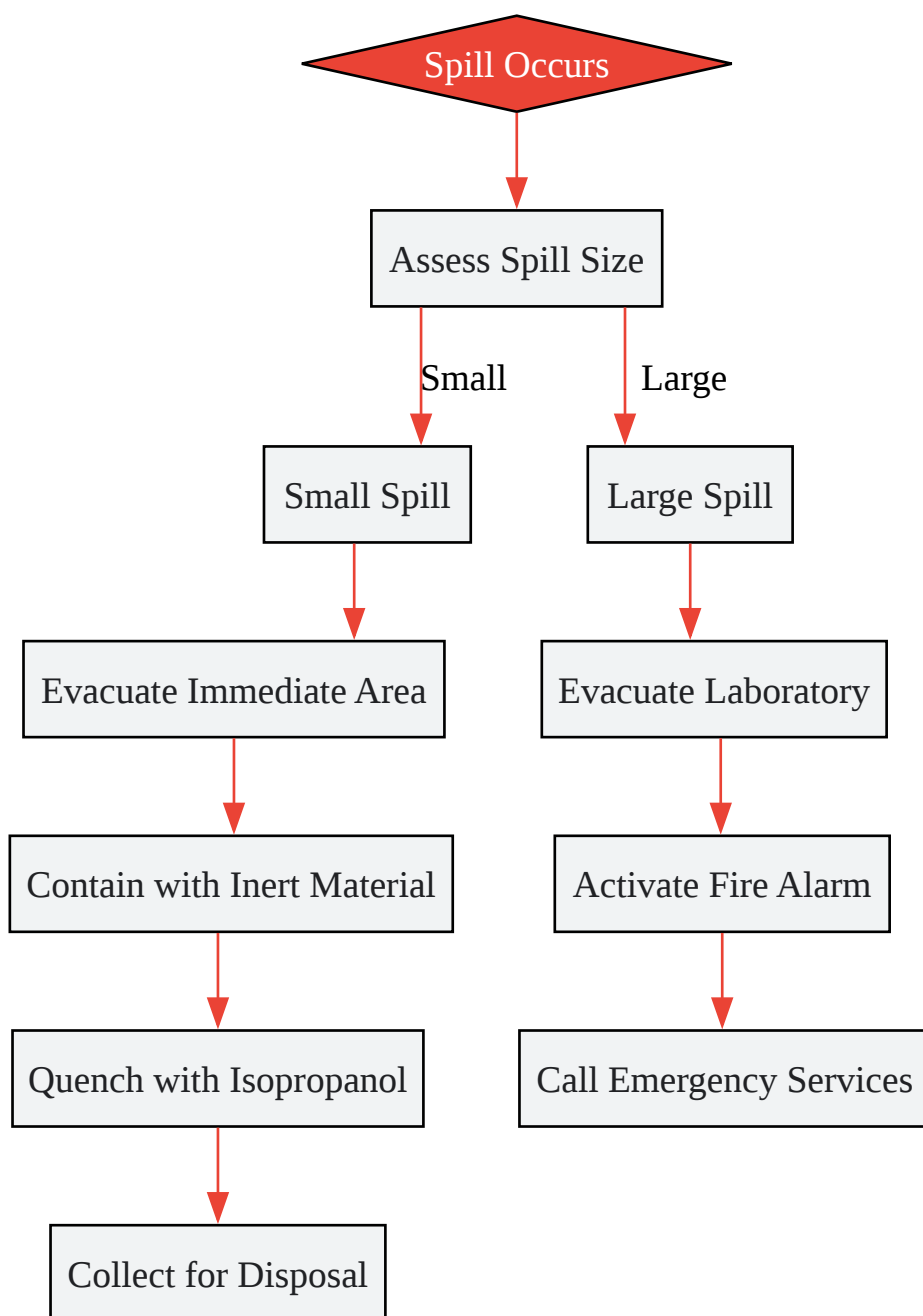 Spill Occurs
Assess Spill Size
Small
Large
Small Spill
Large Spill
Evacuate Immediate Area
Evacuate Laboratory
Contain with Inert Material
Activate Fire Alarm
Quench with Isopropanol
Call Emergency Services
Collect for Disposal